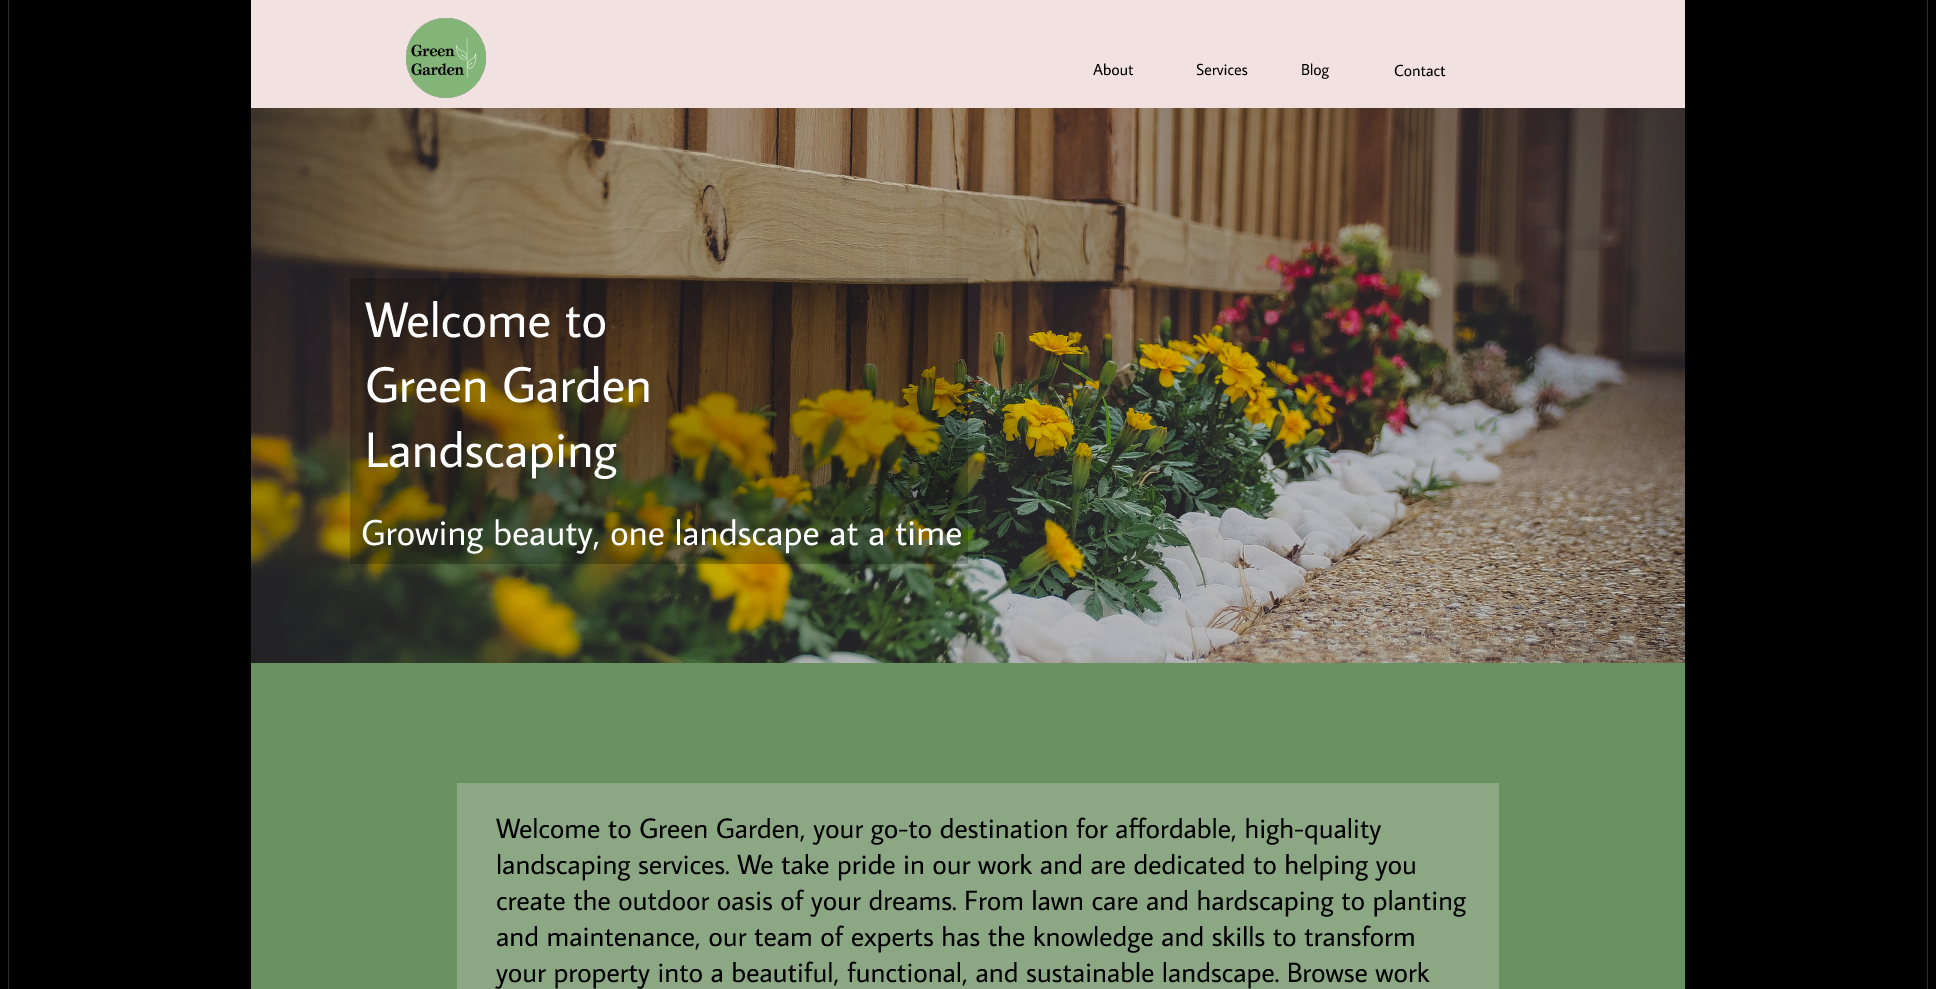 Green
Garden
About Services Blog Contact
Welcome to
Green Garden
Landscaping
Growing beauty, one landscape at a time
Welcome to Green Garden, your go-to destination for affordable, high-quality
landscaping services. We take pride in our work and are dedicated to helping you
create the outdoor oasis of your dreams. From lawn care and hardscaping to planting
and maintenance, our team of experts has the knowledge and skills to transform
your property into a beautiful, functional, and sustainable landscape. Browse work